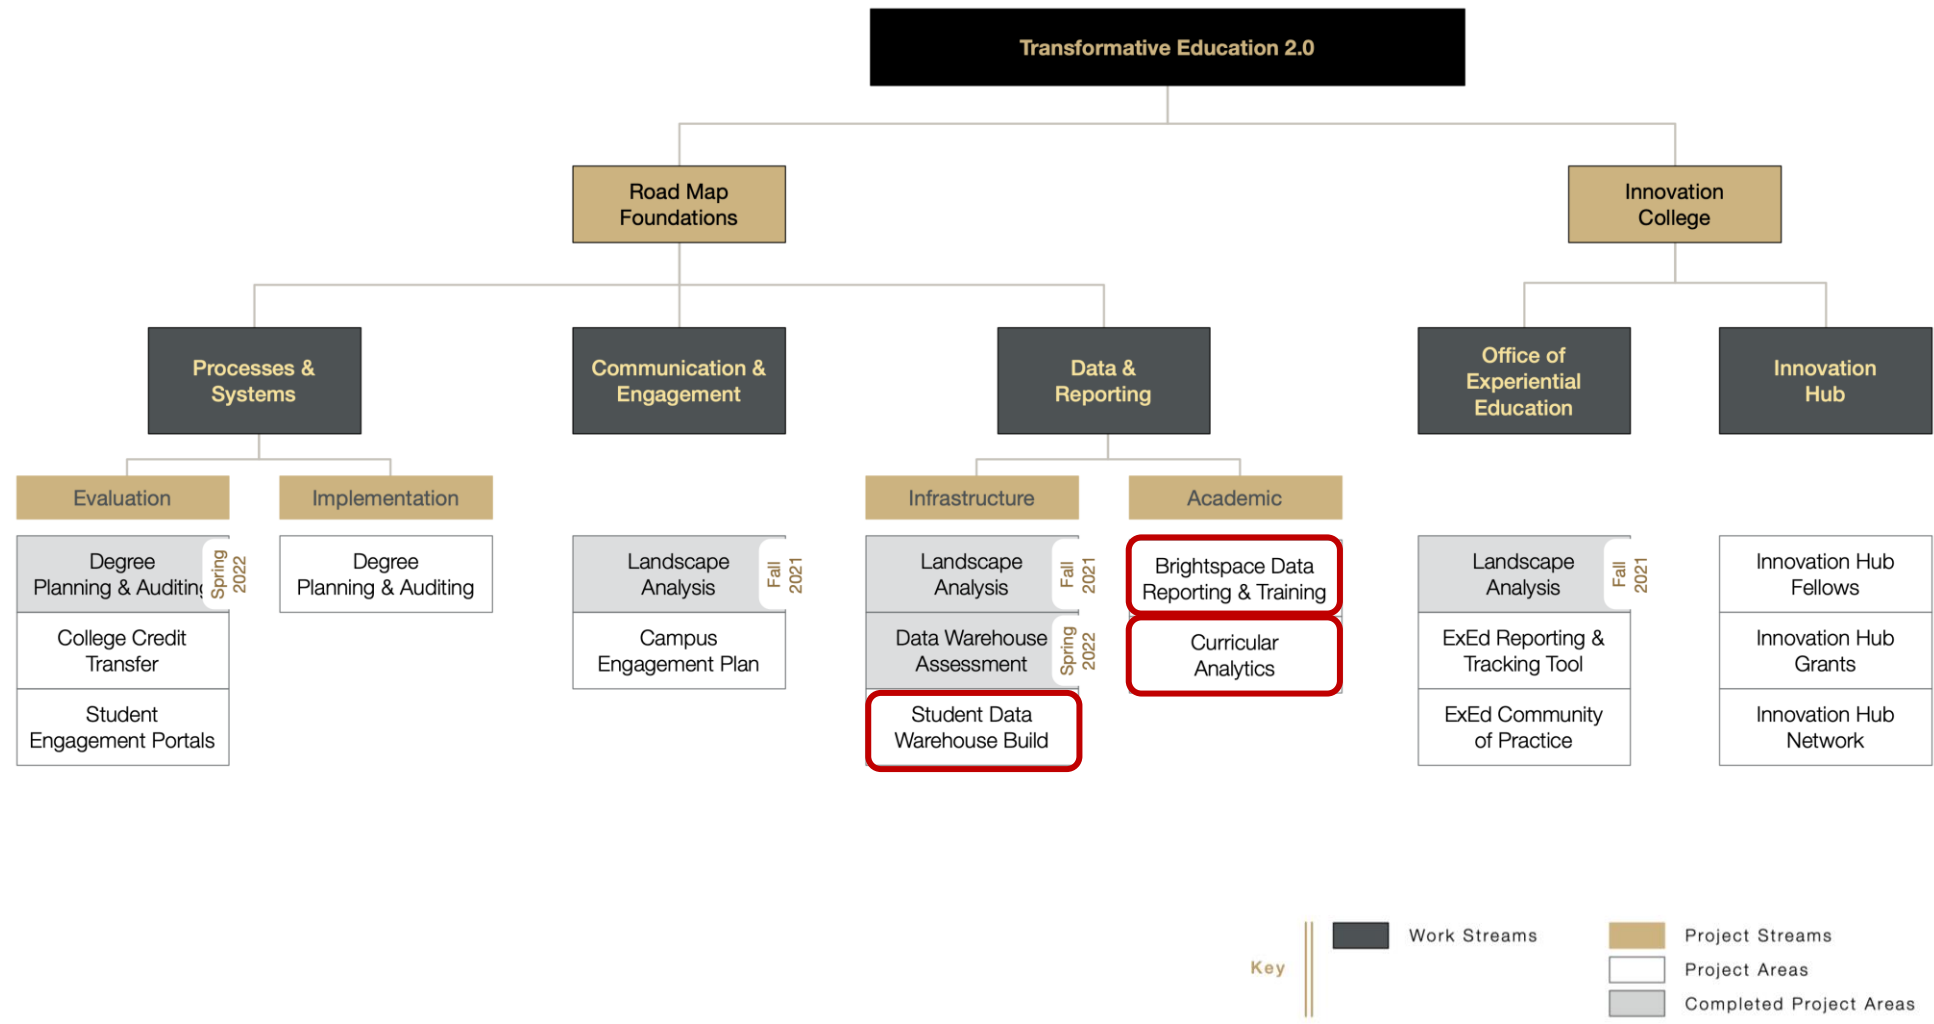 Transformative Education 2.0
Road Map
Foundations
Innovation
College
Processes &
Systems
Communication &
Engagement
Data &
Reporting
Office of
Experiential
Education
Innovation
Hub
Evaluation
Implementation
Infrastructure
Academic
Degree
Planning & Auditing
Spring
2022
College Credit
Transfer
Student
Engagement Portals
Degree
Planning & Auditing
Landscape
Analysis
Fall
2021
Campus
Engagement Plan
Landscape
Analysis
Fall
2021
Data Warehouse
Assessment
Spring
2022
Student Data
Warehouse Build
Brightspace Data
Reporting & Training
Curricular
Analytics
Landscape
Analysis
Fall
2021
ExEd Reporting &
Tracking Tool
ExEd Community
of Practice
Innovation Hub
Fellows
Innovation Hub
Grants
Innovation Hub
Network
Key
Work Streams
Project Streams
Project Areas
Completed Project Areas